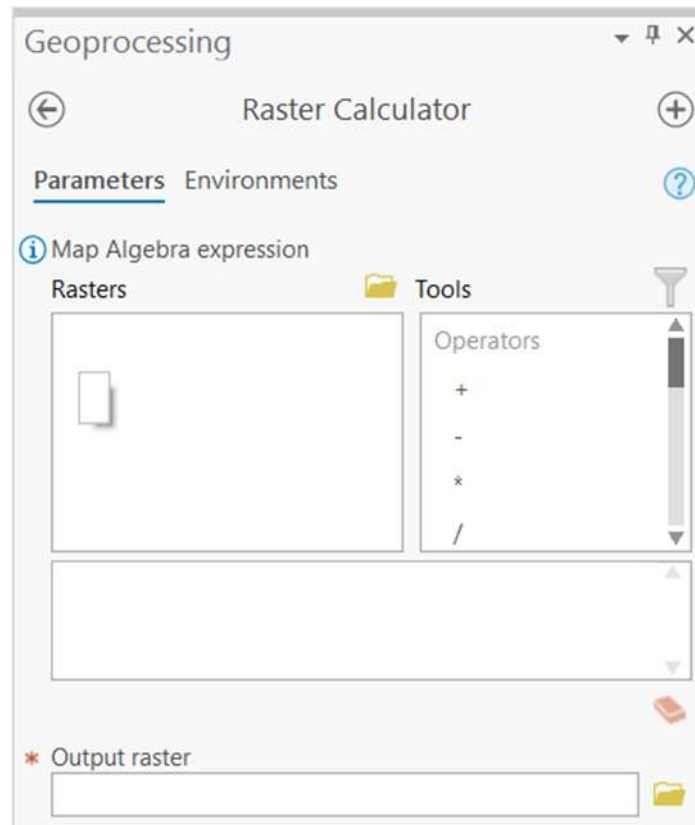 Geoprocessing
Raster Calculator
Parameters Environments
Map Algebra expression
Rasters Tools
Operators
+
-
*
/
* Output raster